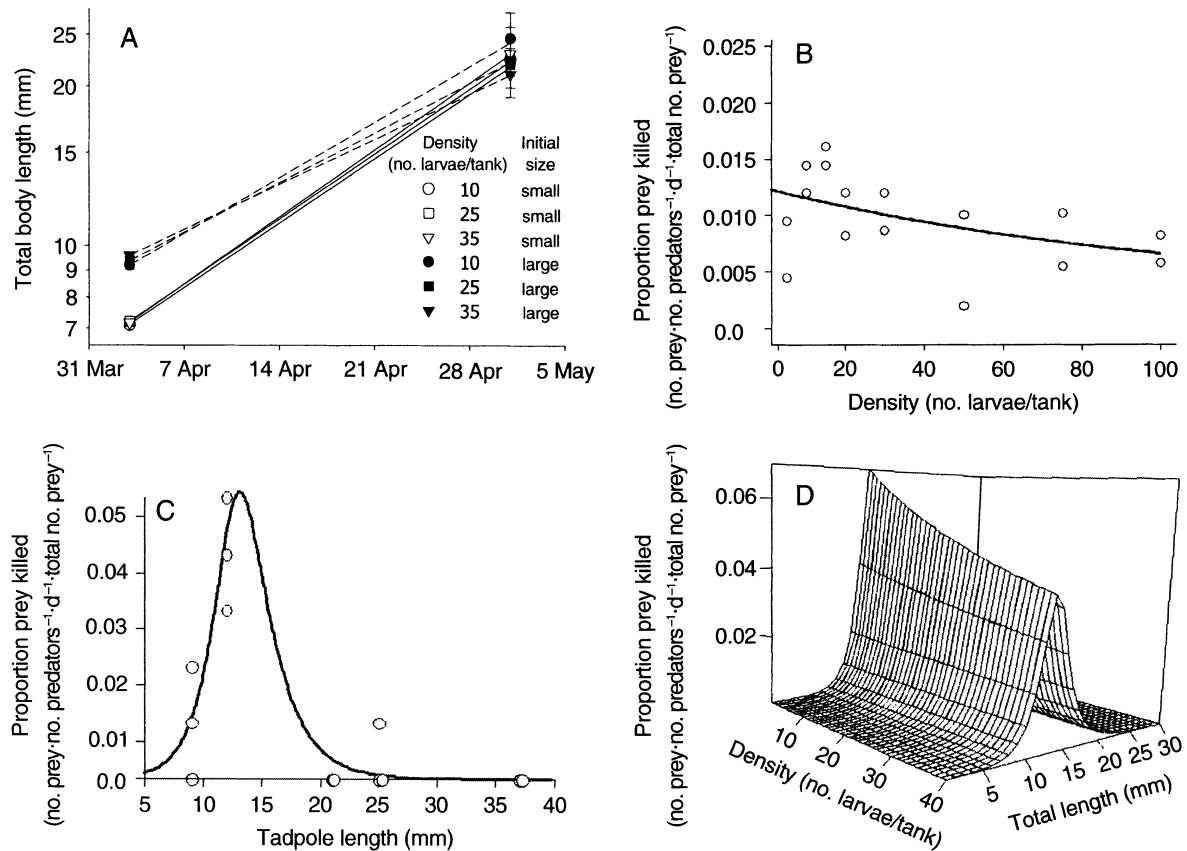 A
Total body length (mm)
25
20
15
10
9
8
7
31 Mar 7 Apr 14 Apr 21 Apr 28 Apr 5 May
Density Initial
(no. larvae/tank) size
10 small
25 small
35 small
10 large
25 large
35 large
B
Proportion prey killed
(no. prey·no. predators⁻¹·d⁻¹·total no. prey⁻¹)
0.025
0.020
0.015
0.010
0.005
0.0
0 20 40 60 80 100
Density (no. larvae/tank)
C
Proportion prey killed
(no. prey·no. predators⁻¹·d⁻¹·total no. prey⁻¹)
0.05
0.04
0.03
0.02
0.01
0.0
5 10 15 20 25 30 35 40
Tadpole length (mm)
D
Proportion prey killed
(no. prey·no. predators⁻¹·d⁻¹·total no. prey⁻¹)
0.06
0.04
0.02
10 20 30 40
Density (no. larvae/tank)
5 10 15 20 25 30
Total length (mm)